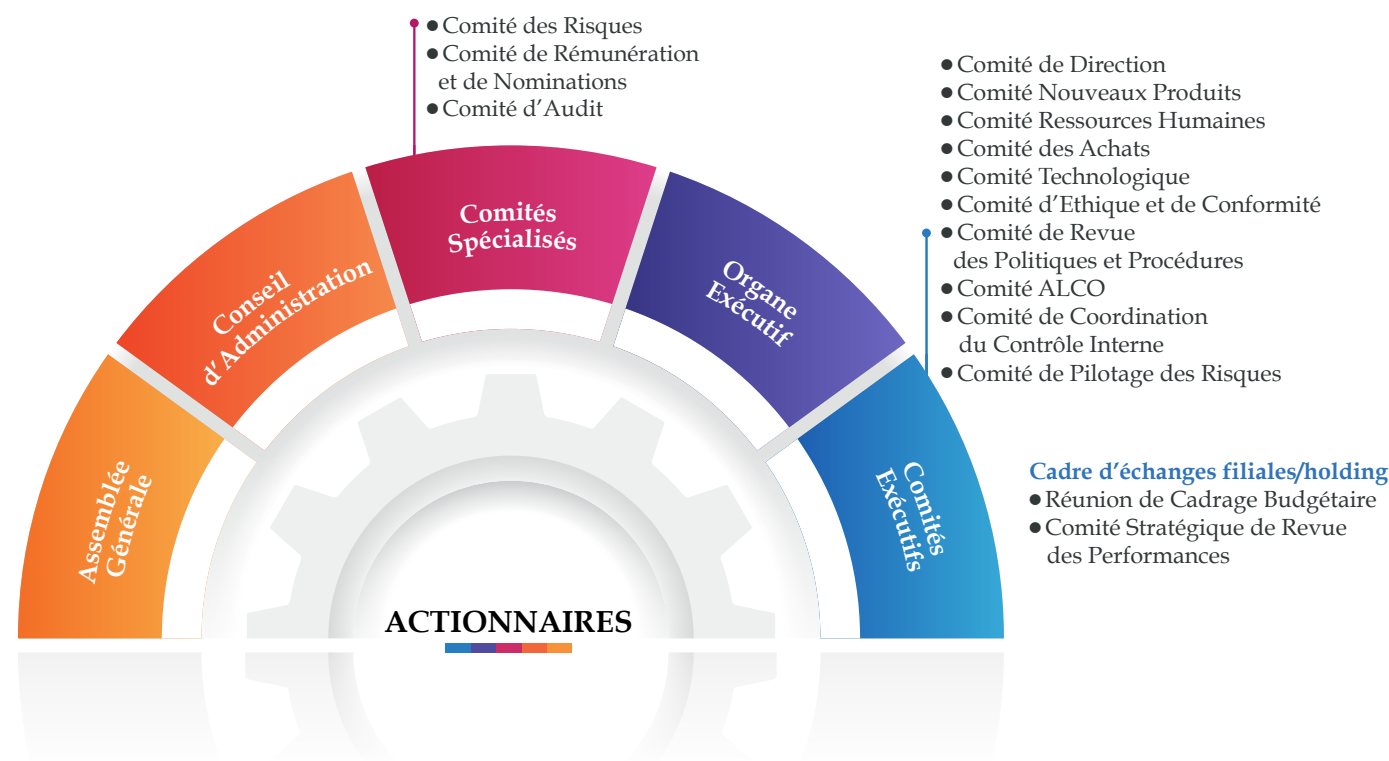 ● Comité des Risques
● Comité de Rémunération
et de Nominations
● Comité d'Audit
● Comité de Direction
● Comité Nouveaux Produits
● Comité Ressources Humaines
● Comité des Achats
● Comité Technologique
● Comité d'Ethique et de Conformité
● Comité de Revue
des Politiques et Procédures
● Comité ALCO
● Comité de Coordination
du Contrôle Interne
● Comité de Pilotage des Risques
Assemblée
Générale
Conseil
d'Administration
Comités
Spécialisés
Organe
Exécutif
Comités
Exécutifs
Cadre d'échanges filiales/holding
● Réunion de Cadrage Budgétaire
● Comité Stratégique de Revue
des Performances
ACTIONNAIRES